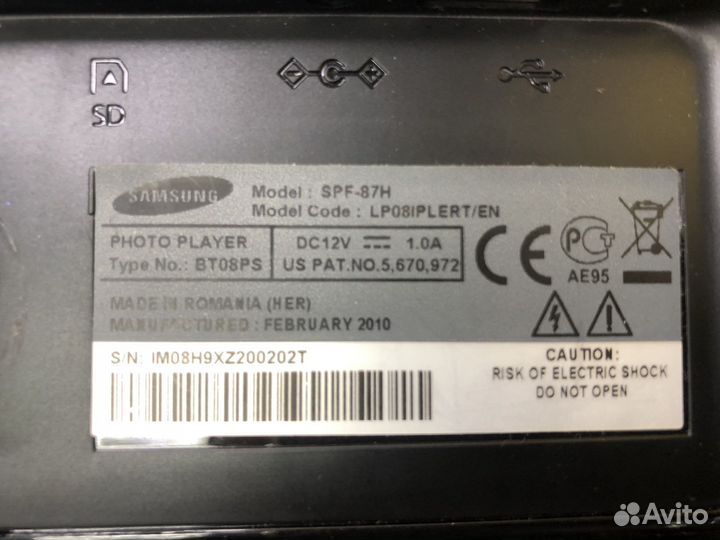 SD
SAMSUNG
Model : SPF-87H
Model Code : LP08IPLERT/EN
PHOTO PLAYER
Type No.: BT08PS
DC12V ⎓ 1.0A
US PAT.NO.5,670,972
CE
PCT
AE95
MADE IN ROMANIA (HER)
MANUFACTURED : FEBRUARY 2010
S/N: IM08H9XZ200202T
CAUTION:
RISK OF ELECTRIC SHOCK
DO NOT OPEN
Avito